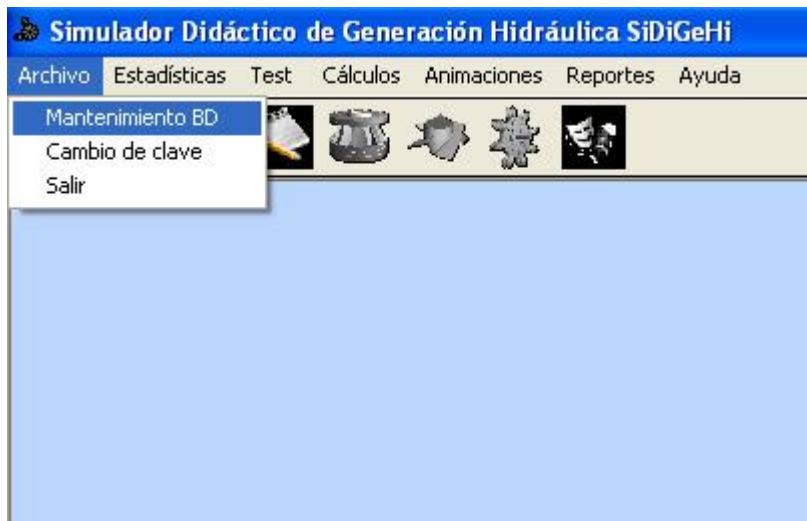 Simulador Didáctico de Generación Hidráulica SiDiGeHi
Archivo Estadísticas Test Cálculos Animaciones Reportes Ayuda
Mantenimiento BD
Cambio de clave
Salir